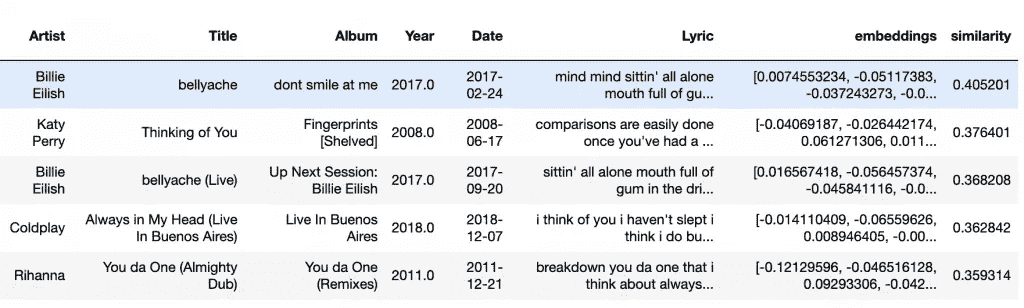 Artist Title Album Year Date Lyric embeddings similarity
Billie Eilish bellyache dont smile at me 2017.0 2017-02-24 mind mind sittin' all alone mouth full of gu... [0.0074553234, -0.05117383, -0.037243273, -0.0... 0.405201
Katy Perry Thinking of You Fingerprints [Shelved] 2008.0 2008-06-17 comparisons are easily done once you've had a ... [-0.04069187, -0.026442174, 0.061271306, 0.011... 0.376401
Billie Eilish bellyache (Live) Up Next Session: Billie Eilish 2017.0 2017-09-20 sittin' all alone mouth full of gum in the dri... [0.016567418, -0.056457374, -0.045841116, -0.0... 0.368208
Coldplay Always in My Head (Live In Buenos Aires) Live In Buenos Aires 2018.0 2018-12-07 i think of you i haven't slept i think i do bu... [-0.014110409, -0.06559626, 0.008946405, -0.00... 0.362842
Rihanna You da One (Almighty Dub) You da One (Remixes) 2011.0 2011-12-21 breakdown you da one that i think about always... [-0.12129596, -0.046516128, 0.09293306, -0.042... 0.359314